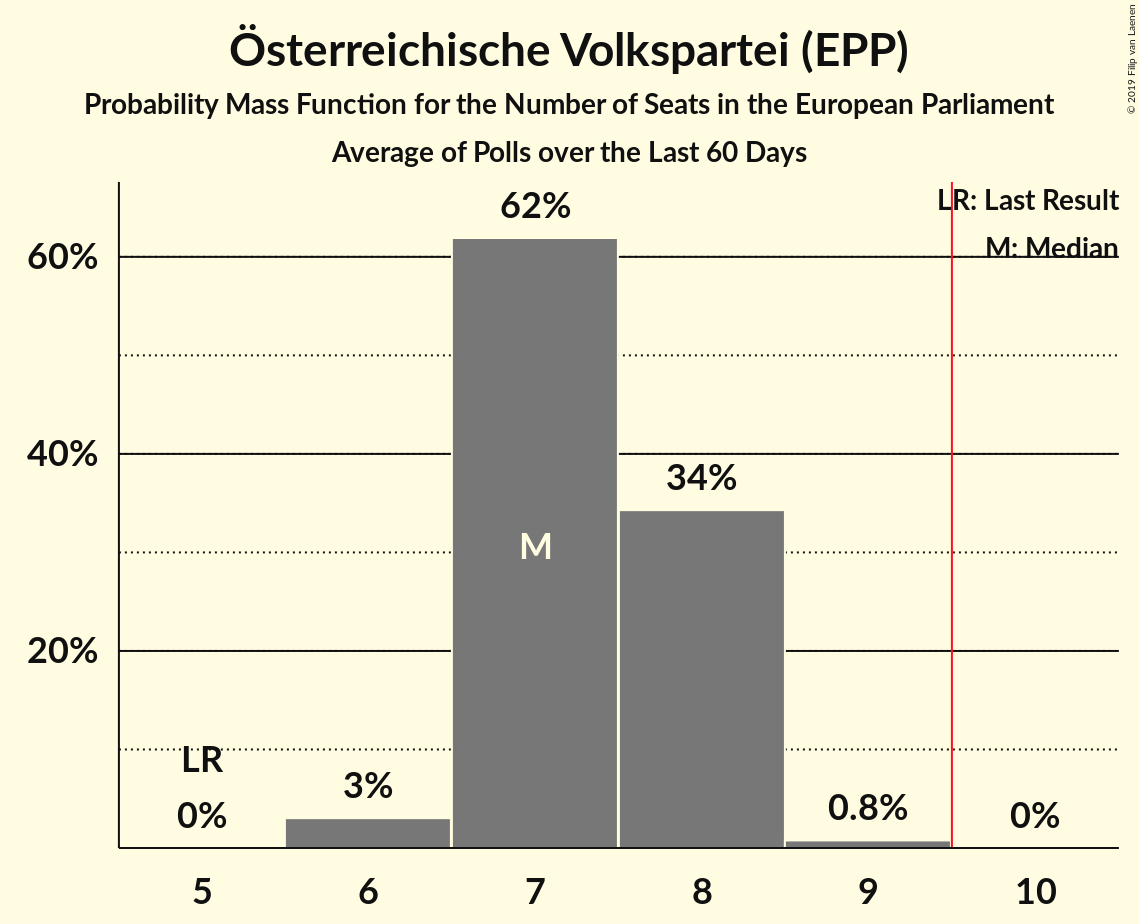 Österreichische Volkspartei (EPP)
Probability Mass Function for the Number of Seats in the European Parliament
Average of Polls over the Last 60 Days
© 2019 Filip van Laenen
LR: Last Result
M: Median
62%
60%
40%
34%
M
20%
LR
3%
0.8%
0%
0%
5 6 7 8 9 10